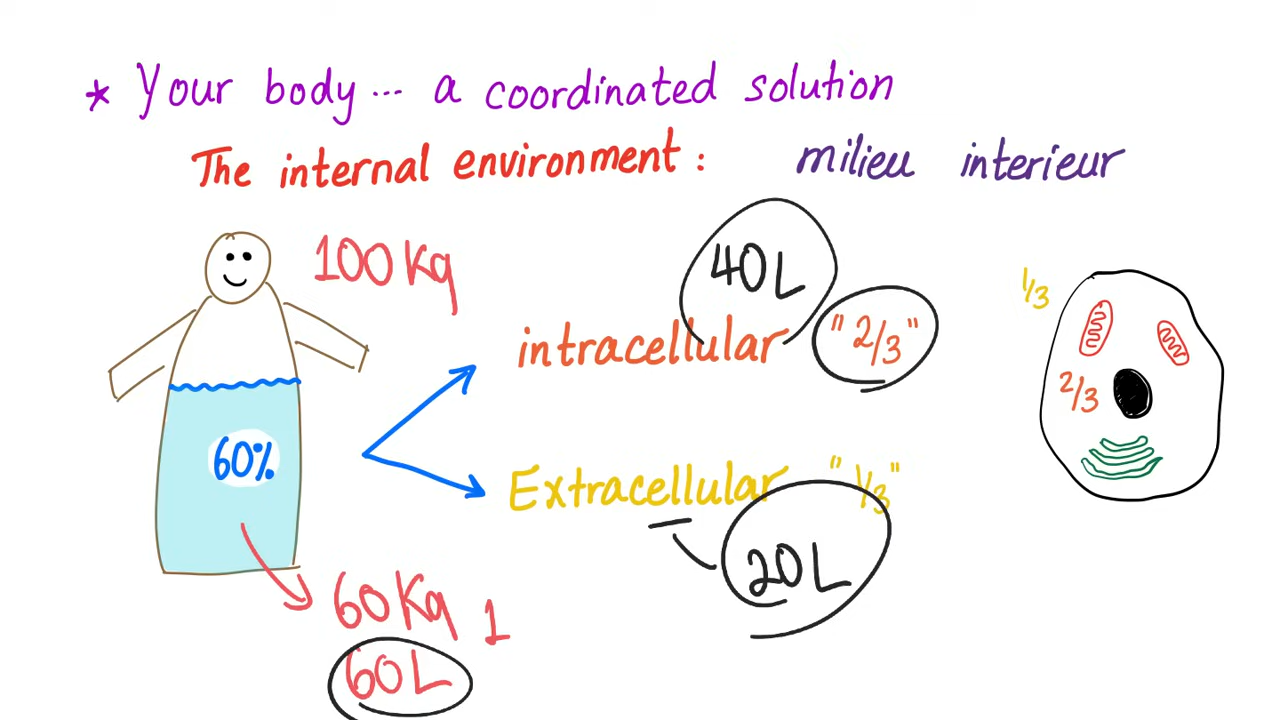 * Your body... a coordinated solution
The internal environment: milieu interieur
100 Kg
40L
intracellular "2/3"
1/3
2/3
60%
Extracellular "1/3"
20L
60 Kg 1
60L